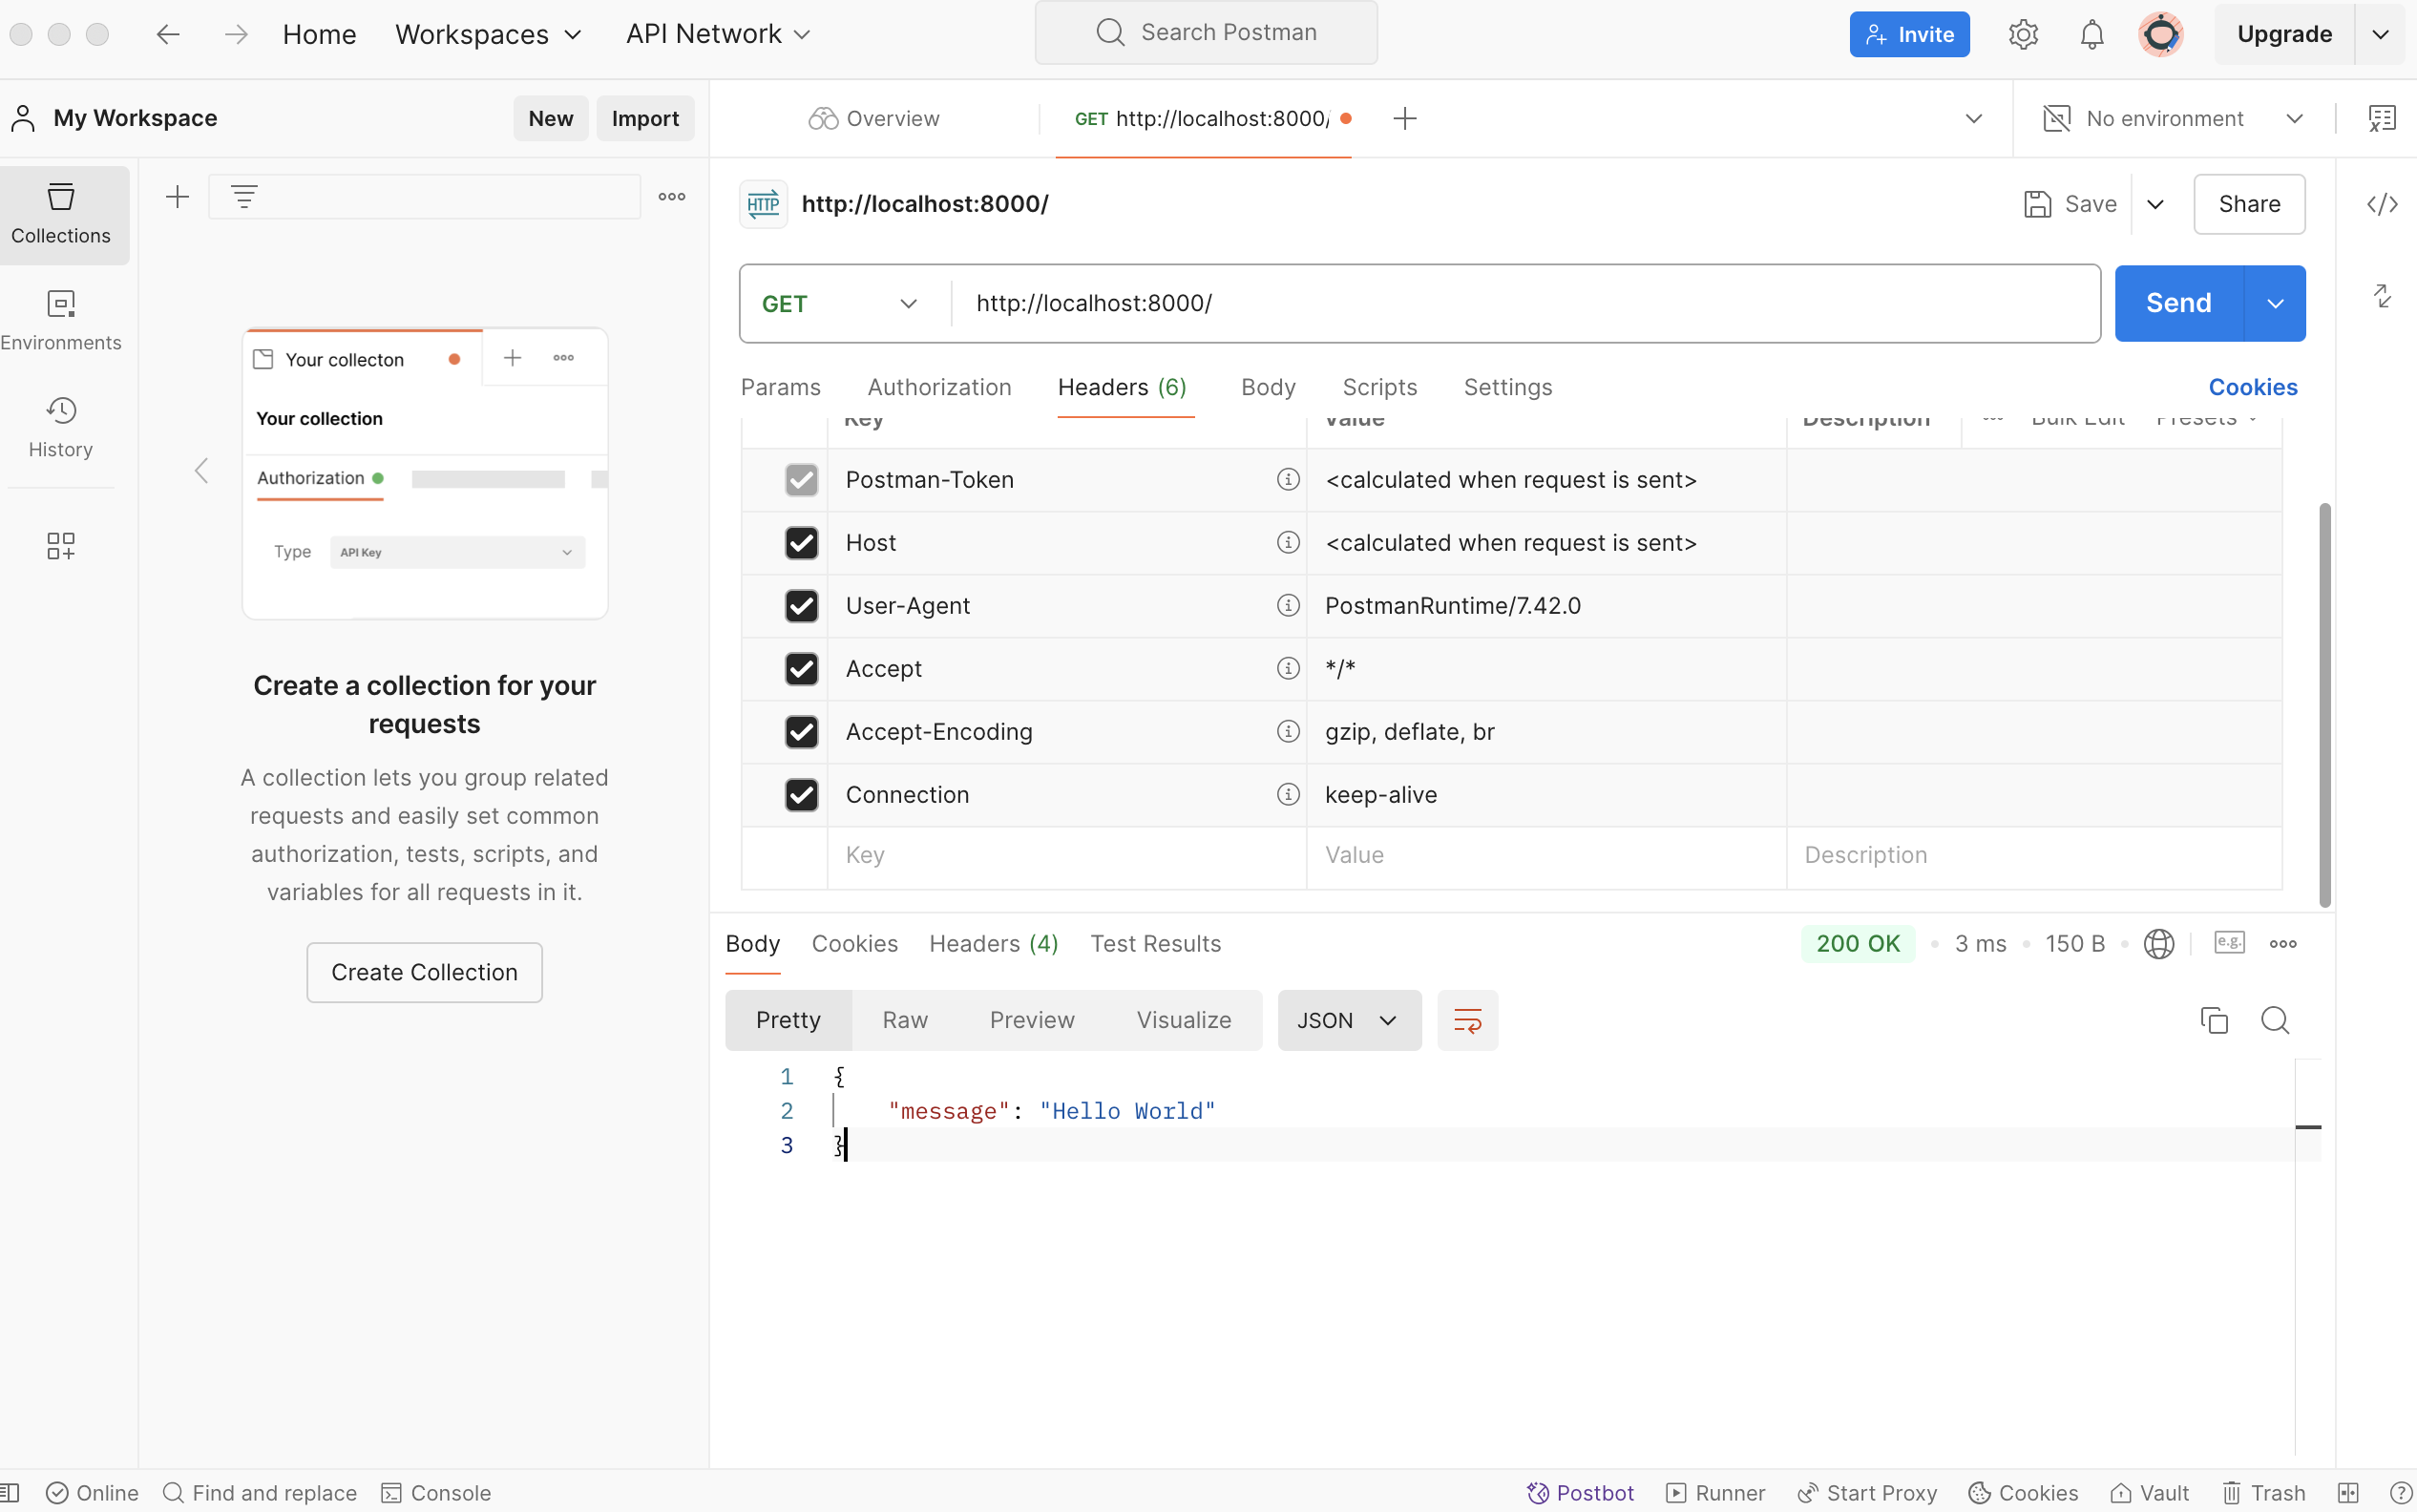 Home Workspaces API Network Search Postman Invite Upgrade
My Workspace New Import Overview GET http://localhost:8000/ No environment
Collections
Environments
History
Your collecton
Your collection
Authorization
Type API Key
Create a collection for your
requests
A collection lets you group related
requests and easily set common
authorization, tests, scripts, and
variables for all requests in it.
Create Collection
HTTP http://localhost:8000/ Save Share
GET http://localhost:8000/ Send
Params Authorization Headers (6) Body Scripts Settings Cookies
Key Value Description Bulk Edit Presets
Postman-Token <calculated when request is sent>
Host <calculated when request is sent>
User-Agent PostmanRuntime/7.42.0
Accept */*
Accept-Encoding gzip, deflate, br
Connection keep-alive
Key Value Description
Body Cookies Headers (4) Test Results 200 OK 3 ms 150 B e.g.
Pretty Raw Preview Visualize JSON
1 {
2 "message": "Hello World"
3 }
Online Find and replace Console Postbot Runner Start Proxy Cookies Vault Trash